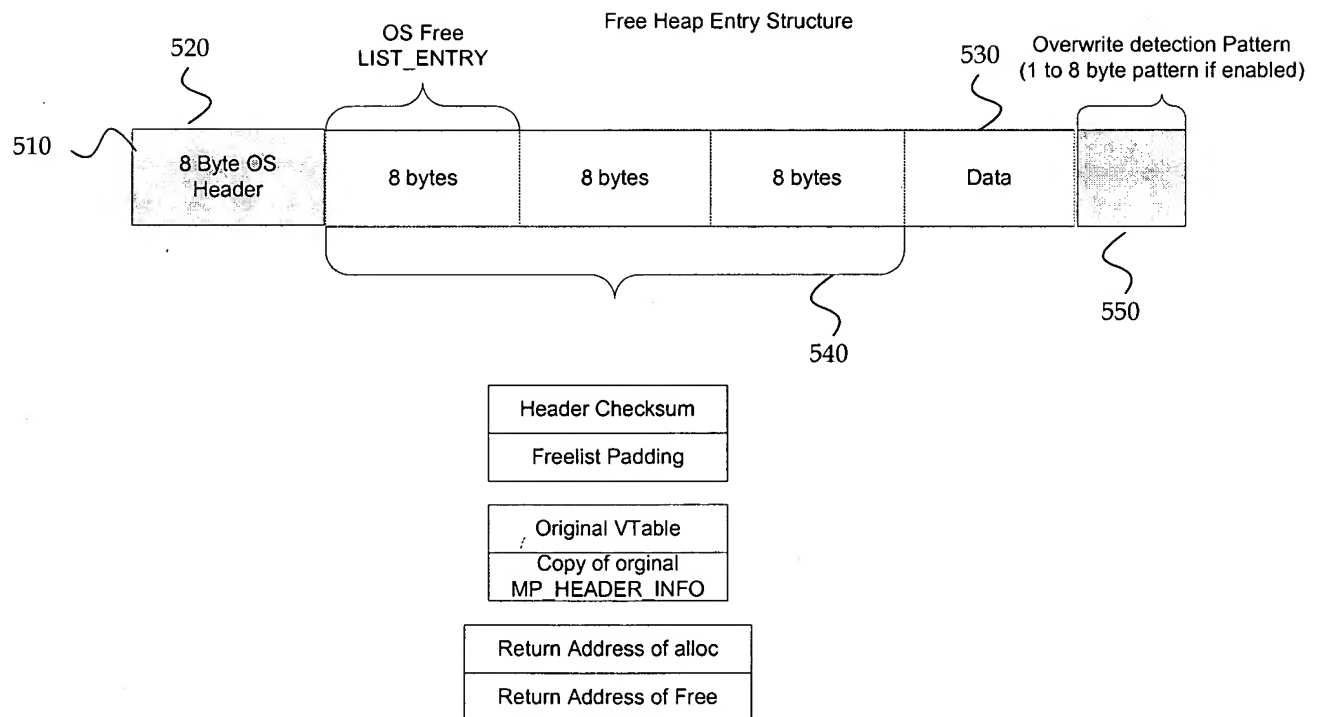 Free Heap Entry Structure
OS Free
LIST_ENTRY
520
530
Overwrite detection Pattern
(1 to 8 byte pattern if enabled)
510
8 Byte OS
Header
8 bytes
8 bytes
8 bytes
Data
540
550
Header Checksum
Freelist Padding
Original VTable
Copy of orginal
MP_HEADER_INFO
Return Address of alloc
Return Address of Free